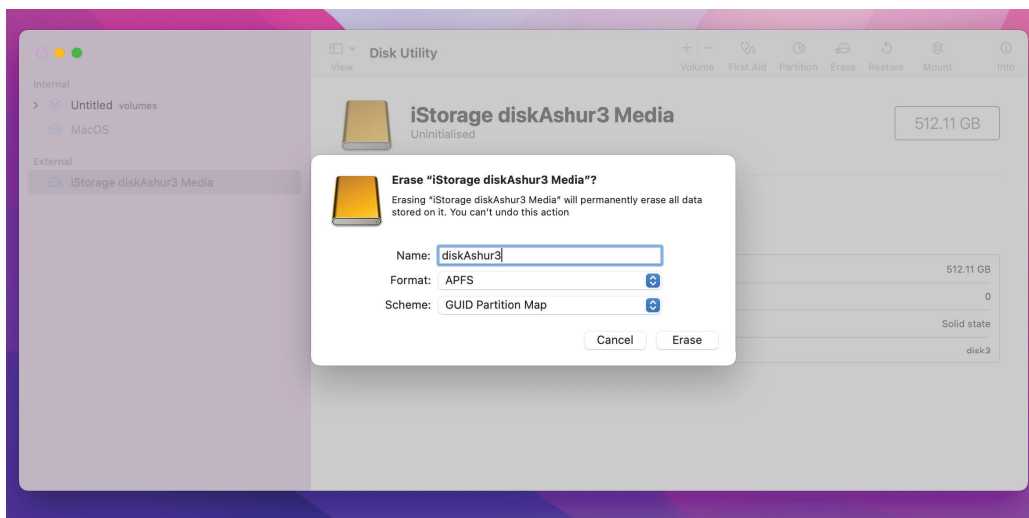 Disk Utility
View
Volume First Aid Partition Erase Restore Mount Info
Internal
Untitled volumes
MacOS
External
iStorage diskAshur3 Media
iStorage diskAshur3 Media
Uninitialised
512.11 GB
Erase “iStorage diskAshur3 Media”?
Erasing “iStorage diskAshur3 Media” will permanently erase all data
stored on it. You can’t undo this action
Name: diskAshur3
Format: APFS
Scheme: GUID Partition Map
Cancel Erase
512.11 GB
0
Solid state
disk3